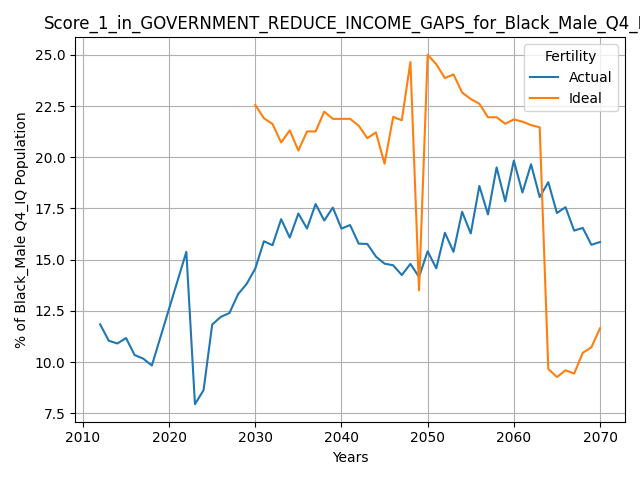 Score_1_in_GOVERNMENT_REDUCE_INCOME_GAPS_for_Black_Male_Q4_I
Fertility
Actual
Ideal
% of Black_Male Q4_IQ Population
25.0
22.5
20.0
17.5
15.0
12.5
10.0
7.5
2010 2020 2030 2040 2050 2060 2070
Years